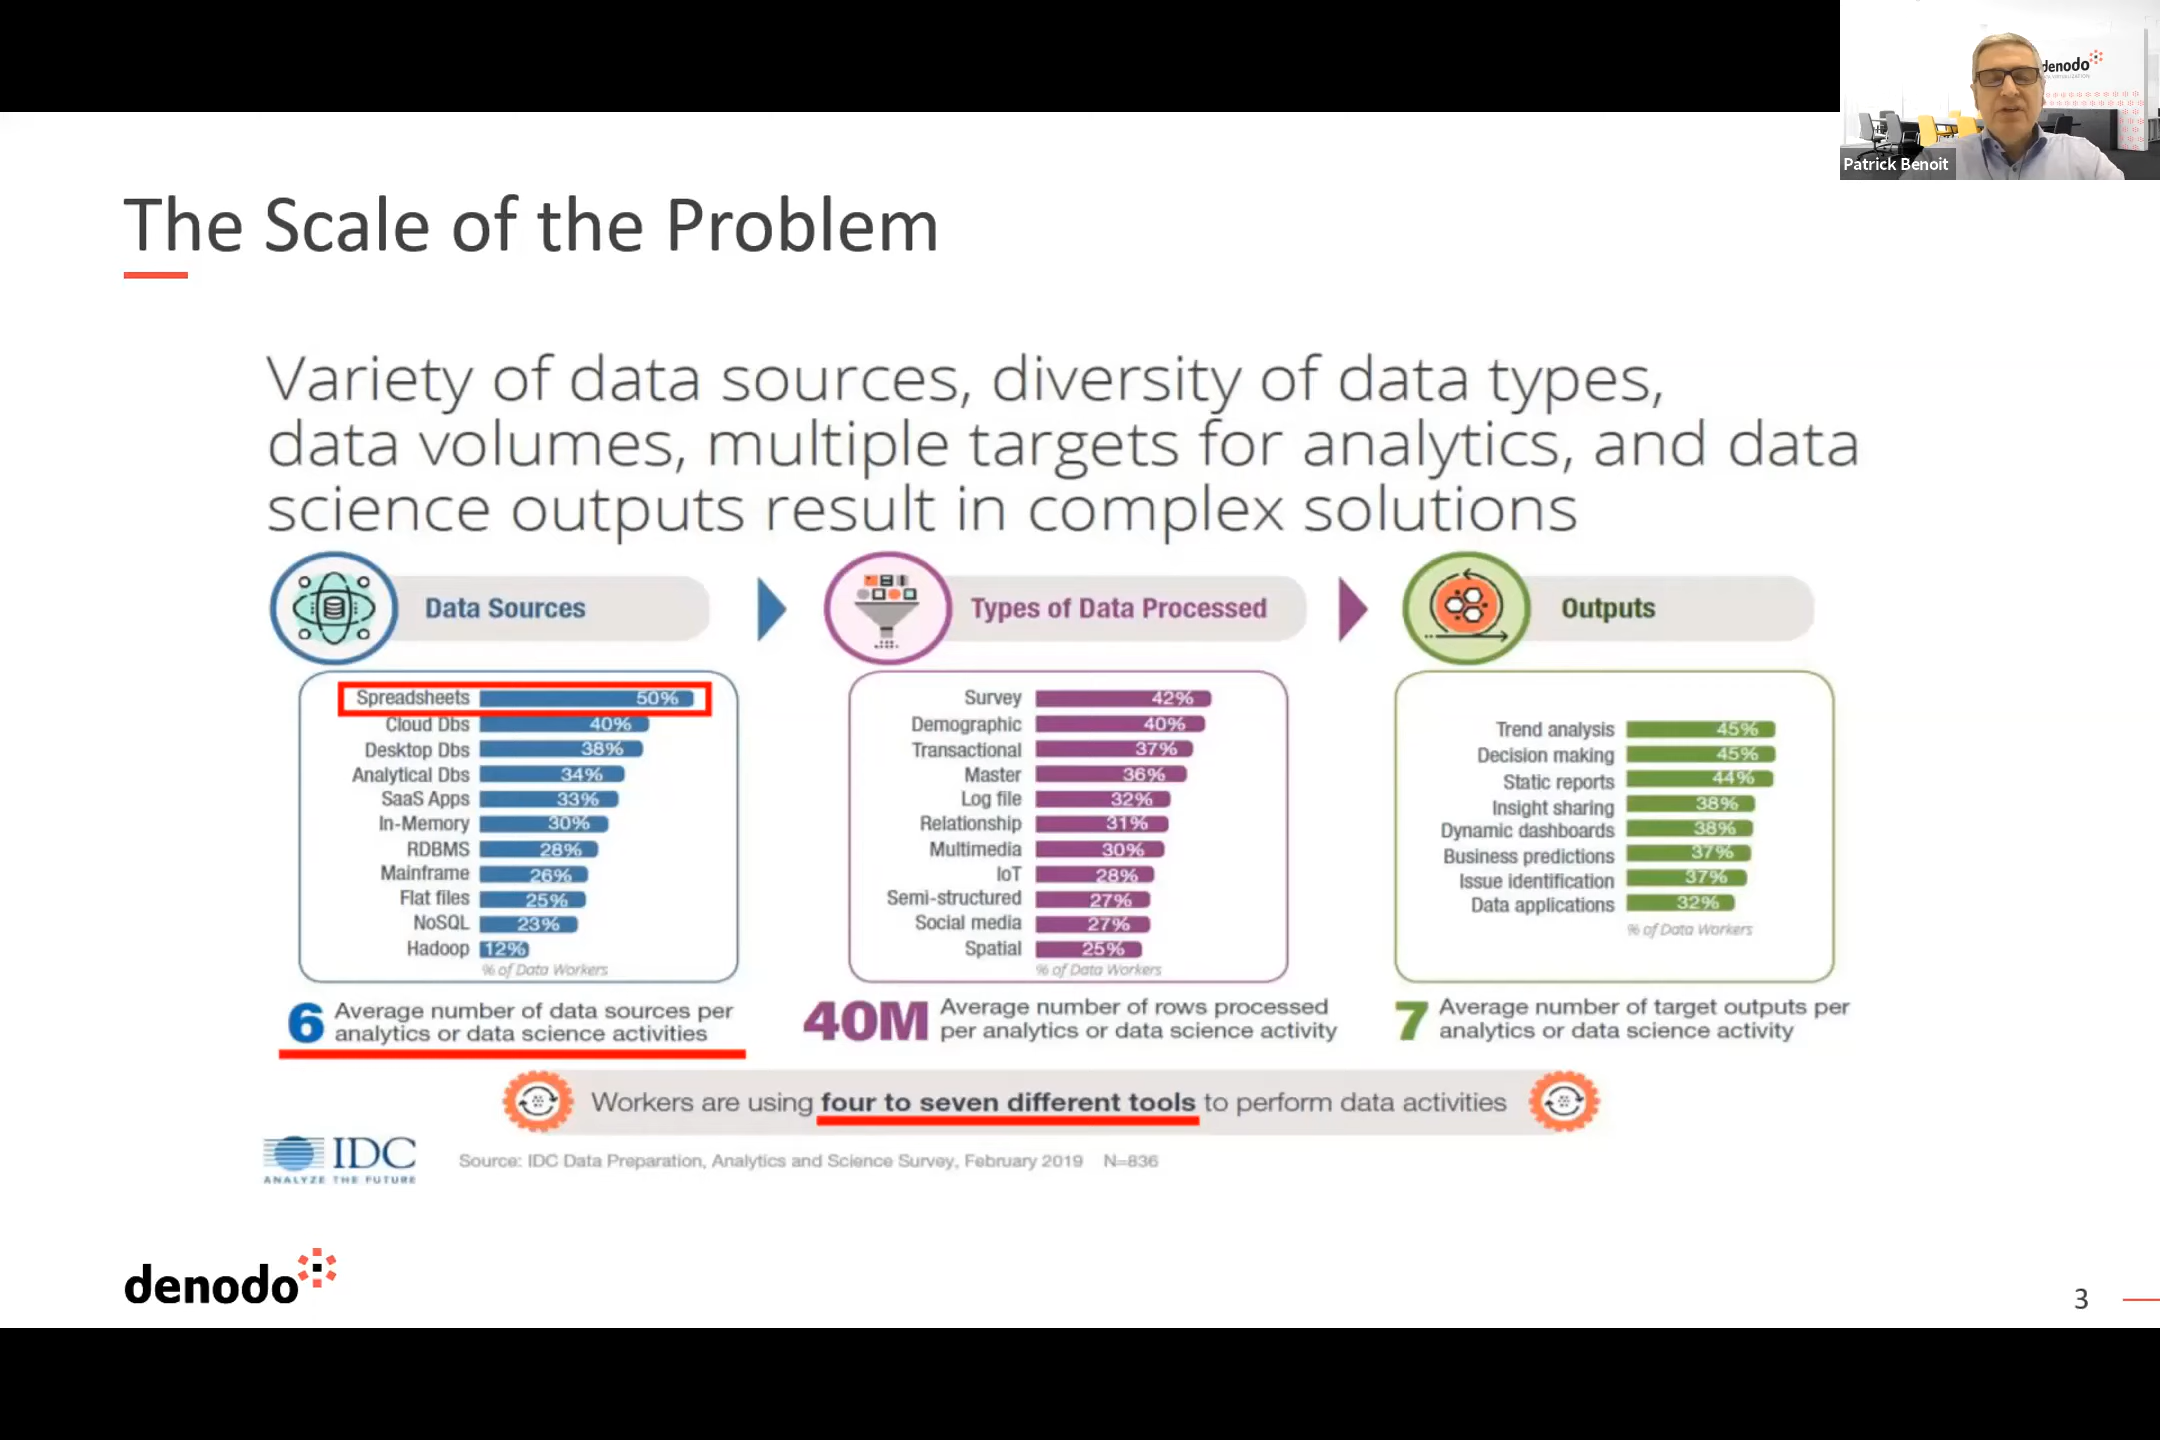 denodo
Patrick Benoit
The Scale of the Problem
Variety of data sources, diversity of data types,
data volumes, multiple targets for analytics, and data
science outputs result in complex solutions
Data Sources
Spreadsheets 50%
Cloud Dbs 40%
Desktop Dbs 38%
Analytical Dbs 34%
SaaS Apps 33%
In-Memory 30%
RDBMS 28%
Mainframe 26%
Flat files 25%
NoSQL 23%
Hadoop 12%
% of Data Workers
6 Average number of data sources per
analytics or data science activities
Types of Data Processed
Survey 42%
Demographic 40%
Transactional 37%
Master 36%
Log file 32%
Relationship 31%
Multimedia 30%
IoT 28%
Semi-structured 27%
Social media 27%
Spatial 25%
% of Data Workers
40M Average number of rows processed
per analytics or data science activity
Outputs
Trend analysis 45%
Decision making 45%
Static reports 44%
Insight sharing 38%
Dynamic dashboards 38%
Business predictions 37%
Issue identification 37%
Data applications 32%
% of Data Workers
7 Average number of target outputs per
analytics or data science activity
Workers are using four to seven different tools to perform data activities
IDC
ANALYZE THE FUTURE
Source: IDC Data Preparation, Analytics and Science Survey, February 2019 N=836
denodo
3